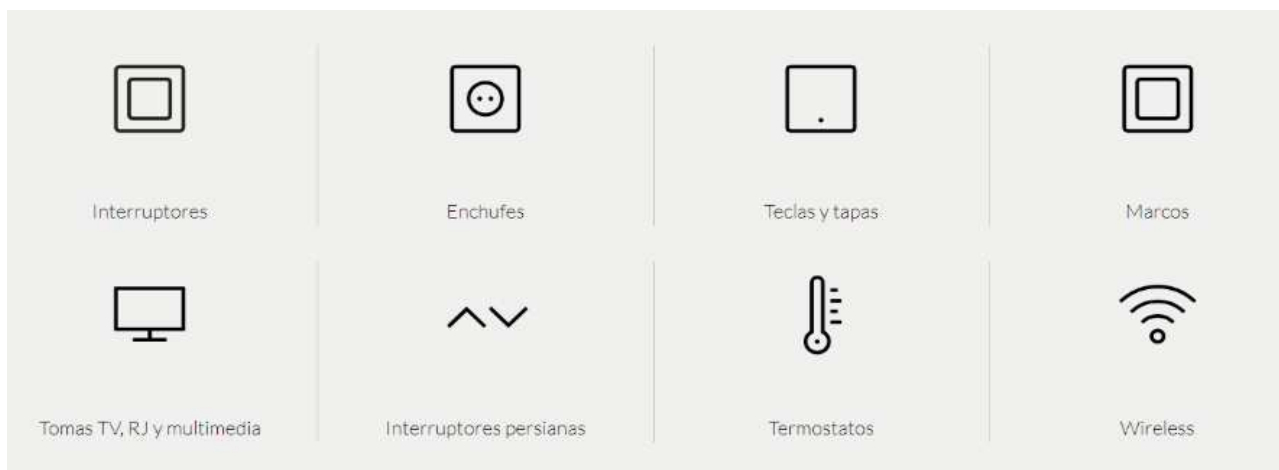 Interruptores
Enchufes
Teclas y tapas
Marcos
Tomas TV, RJ y multimedia
Interruptores persianas
Termostatos
Wireless